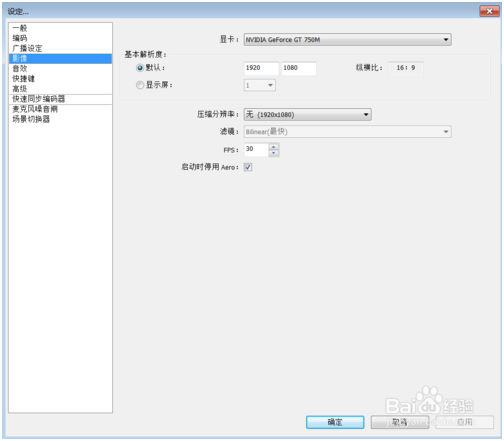 设定...
一般
编码
广播设定
影像
音效
快捷键
高级
快速同步编码器
麦克风噪音阀
场景切换器
显卡： NVIDIA GeForce GT 750M
基本解析度：
默认： 1920 1080 纽横比： 16：9
显示屏： 1
压缩分辨率： 无 (1920x1080)
滤镜： Bilinear(最快)
FPS： 30
启动时停用 Aero：
确定 取消 应用
Baidu 经验